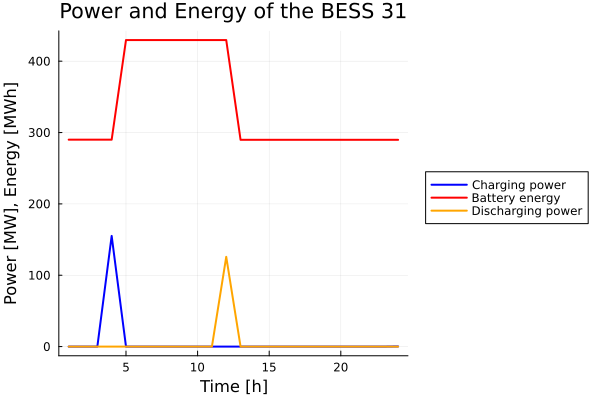 Power and Energy of the BESS 31
Power [MW], Energy [MWh]
400
300
200
100
0
5
10
15
20
Time [h]
Charging power
Battery energy
Discharging power